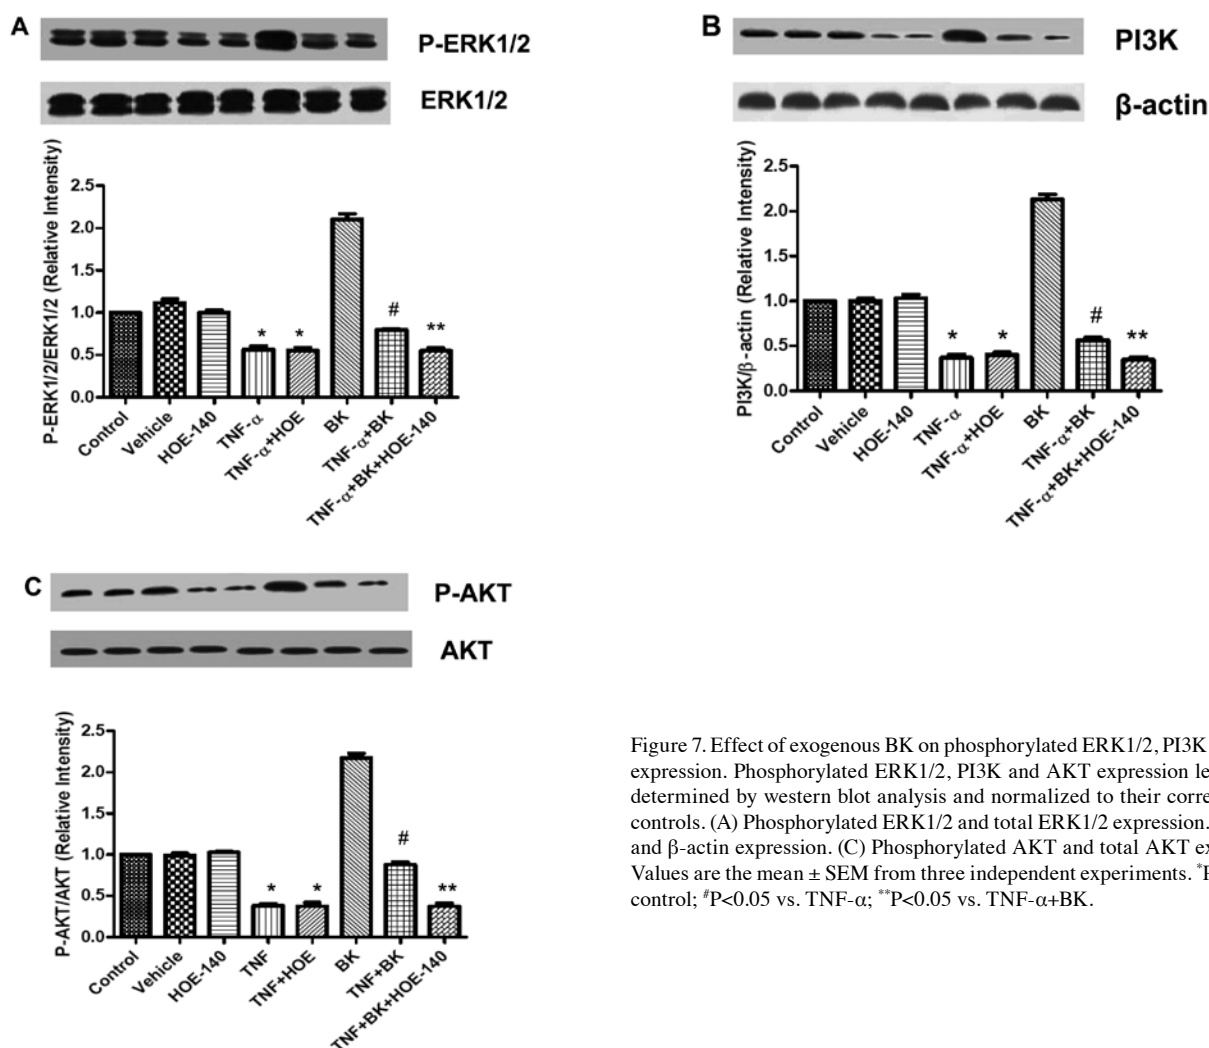 A
P-ERK1/2
ERK1/2
P-ERK1/2/ERK1/2 (Relative Intensity)
2.5
2.0
1.5
1.0
0.5
0.0
*
*
#
**
Control
Vehicle
HOE-140
TNF-α
TNF-α+HOE
BK
TNF-α+BK
TNF-α+BK+HOE-140
B
PI3K
β-actin
PI3K/β-actin (Relative Intensity)
2.5
2.0
1.5
1.0
0.5
0.0
*
*
#
**
Control
Vehicle
HOE-140
TNF-α
TNF-α+HOE
BK
TNF-α+BK
TNF-α+BK+HOE-140
C
P-AKT
AKT
P-AKT/AKT (Relative Intensity)
2.5
2.0
1.5
1.0
0.5
0.0
*
*
#
**
Control
Vehicle
HOE-140
TNF
TNF+HOE
BK
TNF+BK
TNF+BK+HOE-140
Figure 7. Effect of exogenous BK on phosphorylated ERK1/2, PI3K
expression. Phosphorylated ERK1/2, PI3K and AKT expression le
determined by western blot analysis and normalized to their corre
controls. (A) Phosphorylated ERK1/2 and total ERK1/2 expression.
and β-actin expression. (C) Phosphorylated AKT and total AKT ex
Values are the mean ± SEM from three independent experiments. *P
control; #P<0.05 vs. TNF-α; **P<0.05 vs. TNF-α+BK.